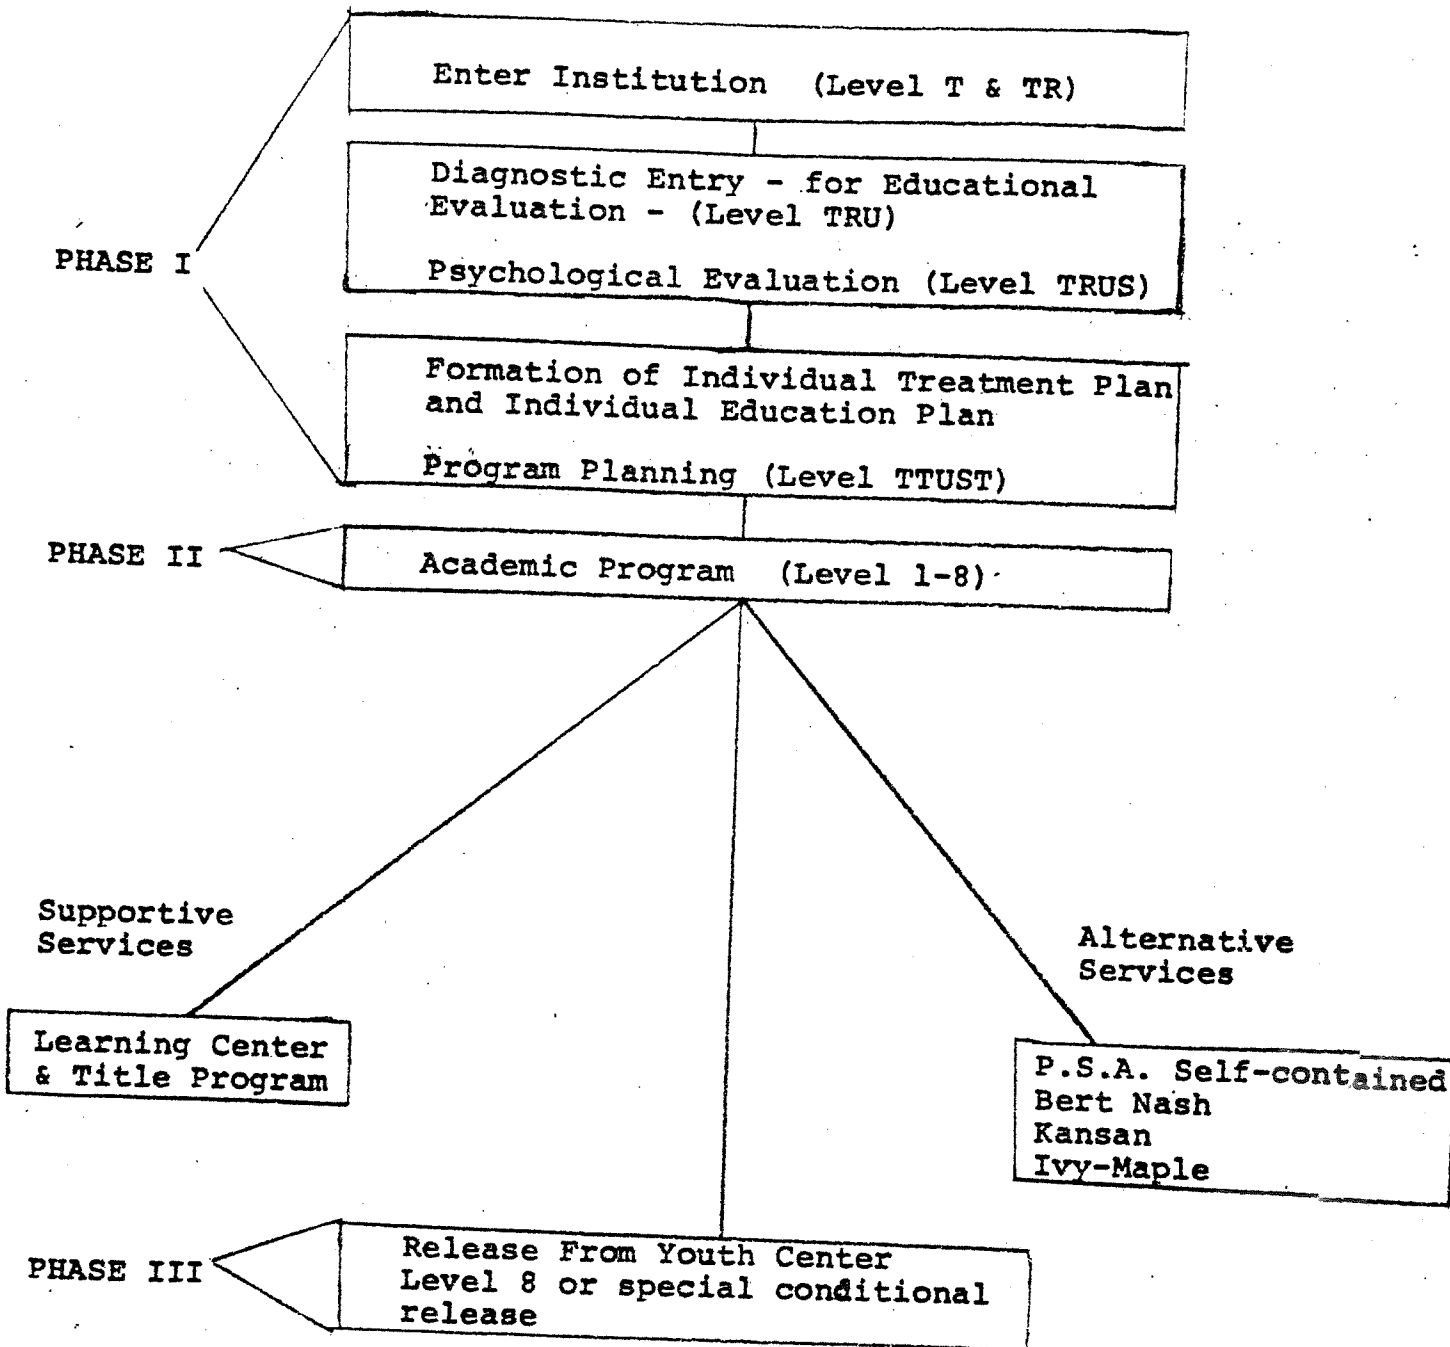 Enter Institution (Level T & TR)
Diagnostic Entry - for Educational
Evaluation - (Level TRU)
Psychological Evaluation (Level TRUS)
PHASE I
Formation of Individual Treatment Plan
and Individual Education Plan
Program Planning (Level TTUST)
PHASE II
Academic Program (Level 1-8)
Supportive
Services
Alternative
Services
Learning Center
& Title Program
P.S.A. Self-contained
Bert Nash
Kansan
Ivy-Maple
PHASE III
Release From Youth Center
Level 8 or special conditional
release